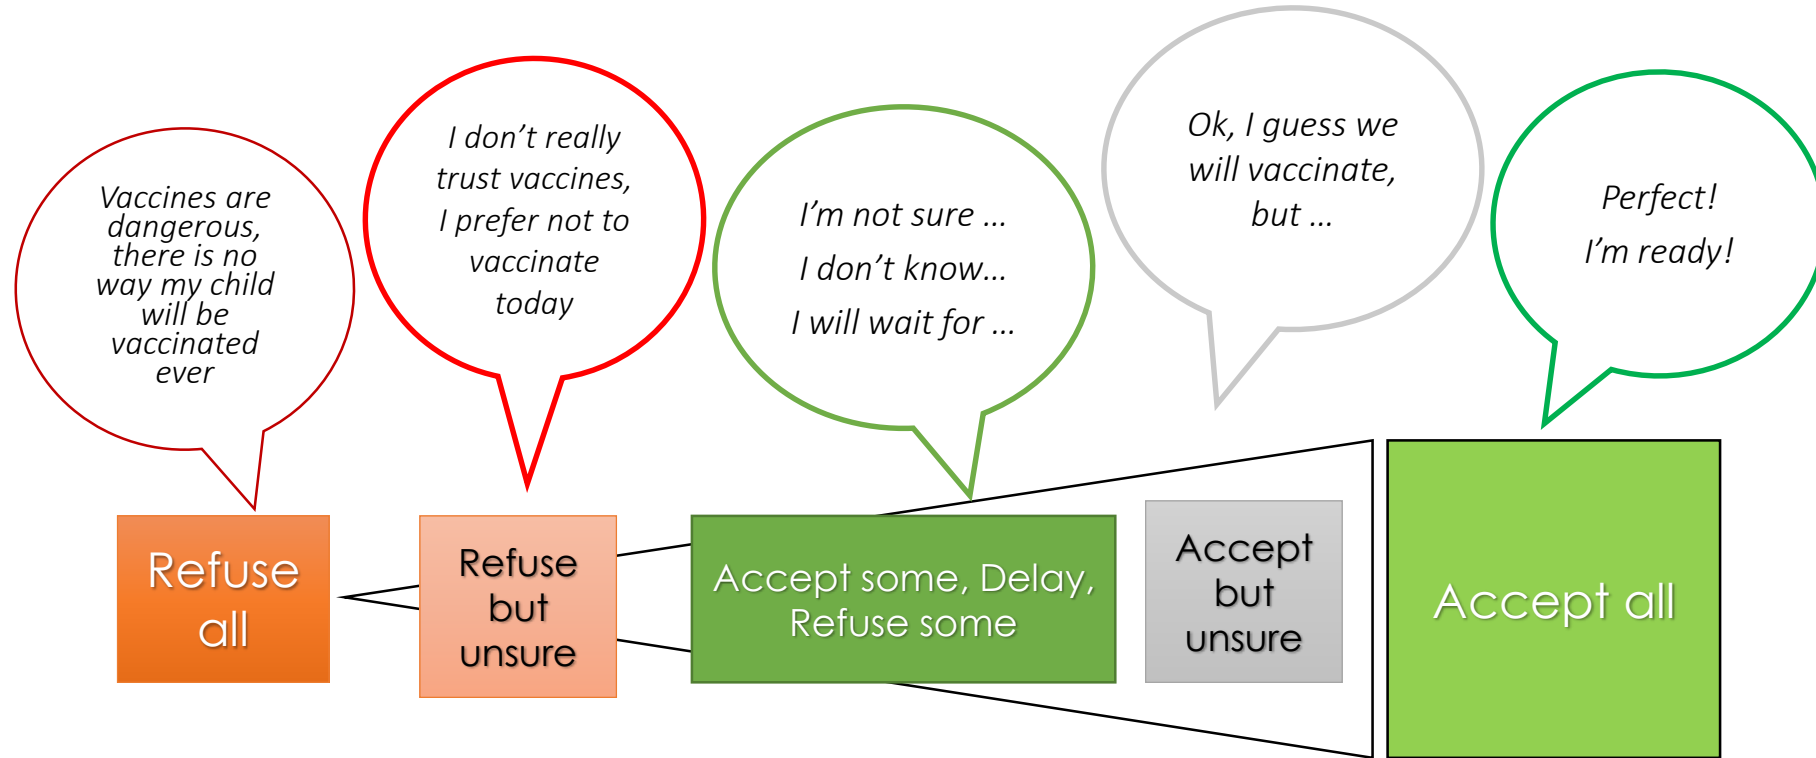 Vaccines are
dangerous,
there is no
way my child
will be
vaccinated
ever
I don’t really
trust vaccines,
I prefer not to
vaccinate
today
I’m not sure …
I don’t know…
I will wait for …
Ok, I guess we
will vaccinate,
but …
Perfect!
I’m ready!
Refuse
all
Refuse
but
unsure
Accept some, Delay,
Refuse some
Accept
but
unsure
Accept all